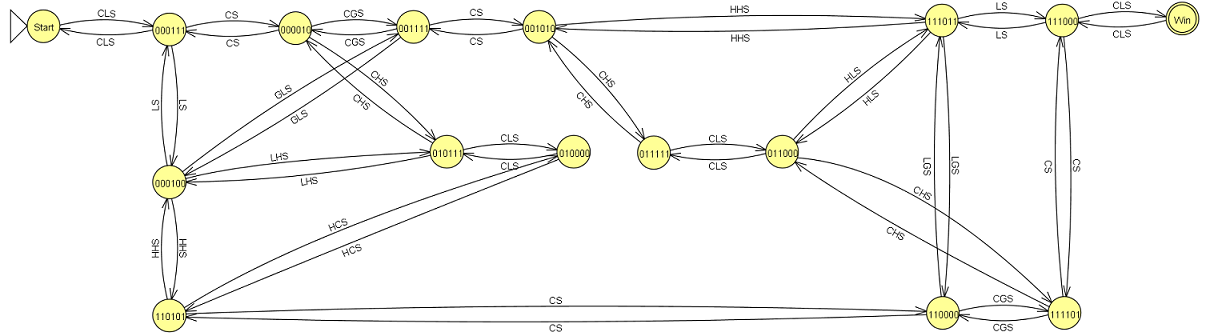 Start
CLS
CLS
000111
CS
CS
000010
CGS
CGS
001111
CS
CS
001010
HHS
HHS
111011
LS
LS
111000
CLS
CLS
Win
LS
LS
GLS
GLS
CHS
CHS
CHS
CHS
HLS
HLS
010111
CLS
CLS
010000
011111
CLS
CLS
011000
LHS
LHS
000100
LGS
LGS
CS
CS
CHS
CHS
HHS
HHS
HCS
HCS
110101
CS
CS
110000
CGS
CGS
111101